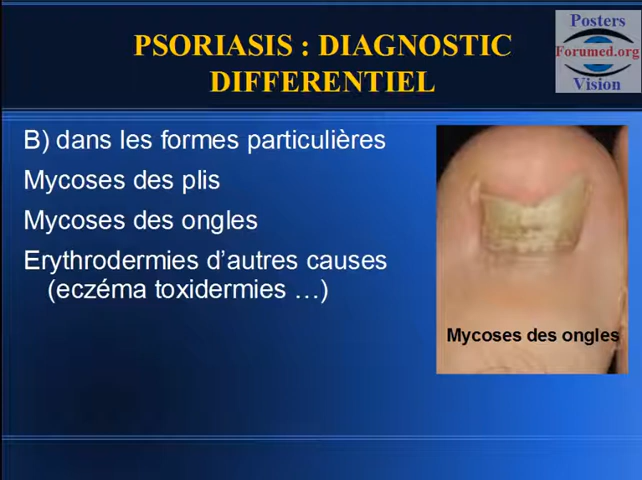 PSORIASIS : DIAGNOSTIC
DIFFERENTIEL
Posters
Forumed.org
Vision
B) dans les formes particulières
Mycoses des plis
Mycoses des ongles
Erythrodermies d’autres causes
(eczéma toxidermies …)
Mycoses des ongles